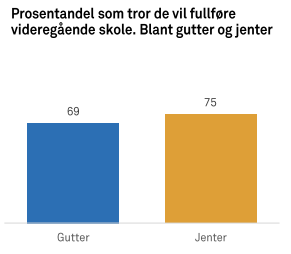 Prosentandel som tror de vil fullføre
videregående skole. Blant gutter og jenter
69
75
Gutter
Jenter